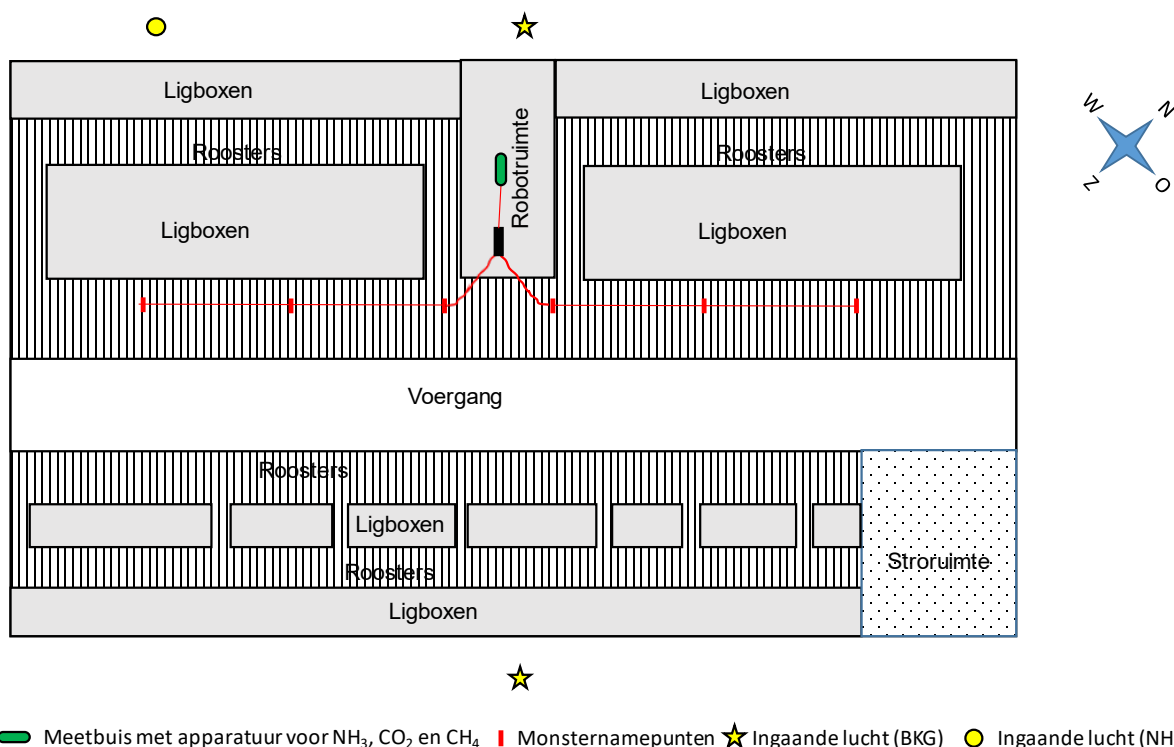 Ligboxen
Ligboxen
Robotruimte
W
N
Z
O
Roosters
Roosters
Ligboxen
Ligboxen
Voergang
Roosters
Ligboxen
Roosters
Stroruimte
Ligboxen
Meetbuis met apparatuur voor NH₃, CO₂ en CH₄
Monsternamepunten
Ingaande lucht (BKG)
Ingaande lucht (NH